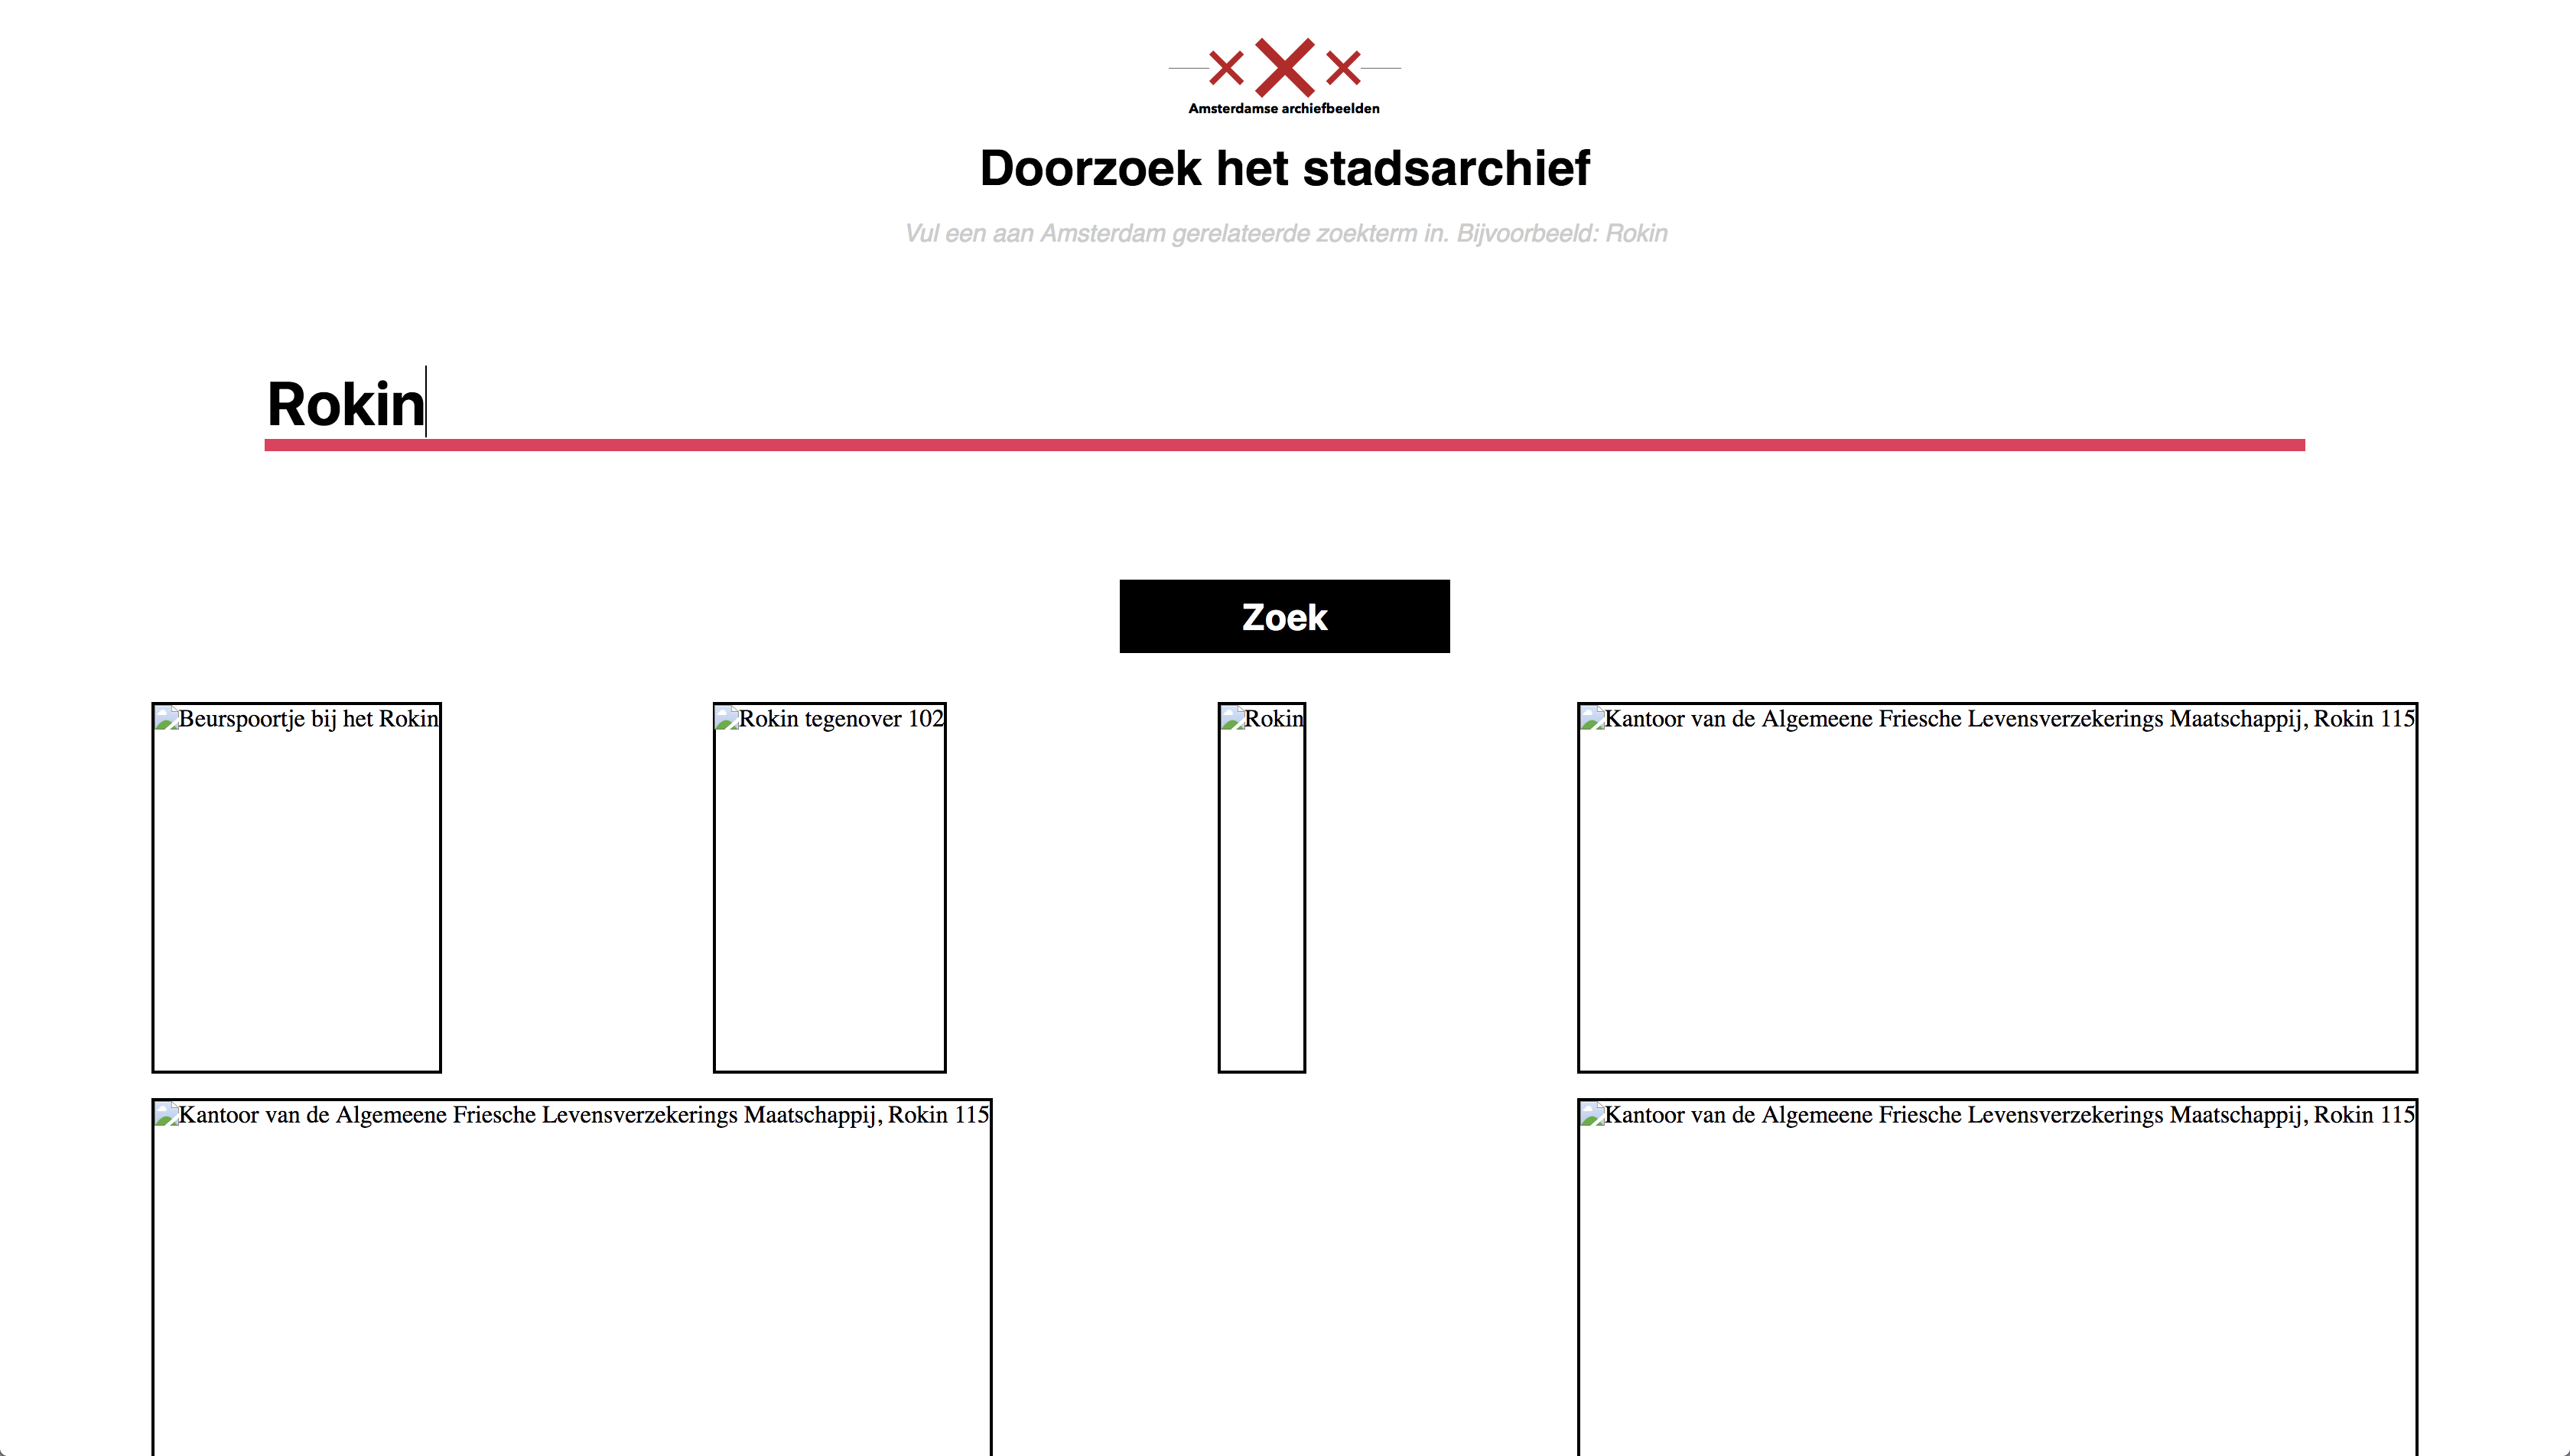 Amsterdamse archiefbeelden
Doorzoek het stadsarchief
Vul een aan Amsterdam gerelateerde zoekterm in. Bijvoorbeeld: Rokin
Rokin
Zoek
Beurspoortje bij het Rokin
Rokin tegenover 102
Rokin
Kantoor van de Algemeene Friesche Levensverzekerings Maatschappij, Rokin 115
Kantoor van de Algemeene Friesche Levensverzekerings Maatschappij, Rokin 115
Kantoor van de Algemeene Friesche Levensverzekerings Maatschappij, Rokin 115